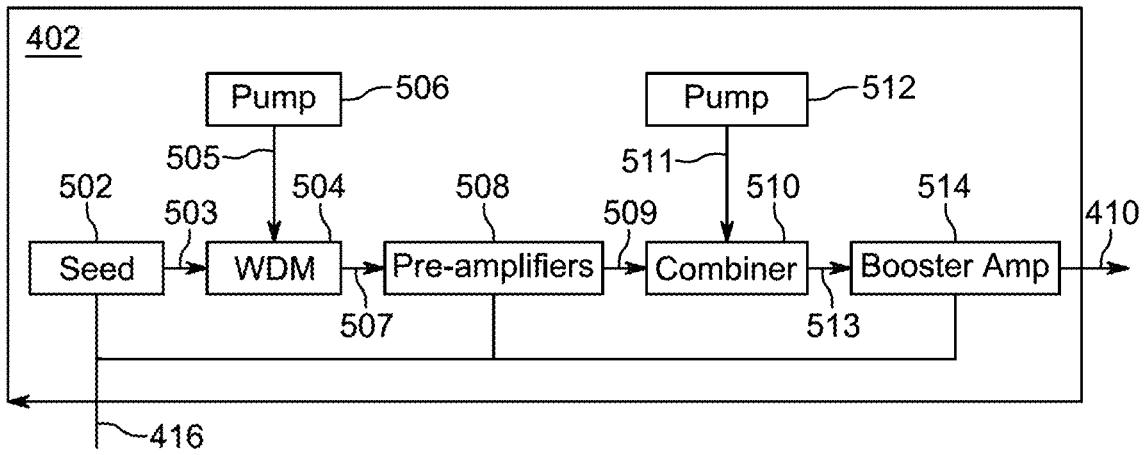 402
Pump 506
Pump 512
505
511
502
503
504
508
509
510
514
410
Seed
WDM
Pre-amplifiers
Combiner
Booster Amp
507
513
416